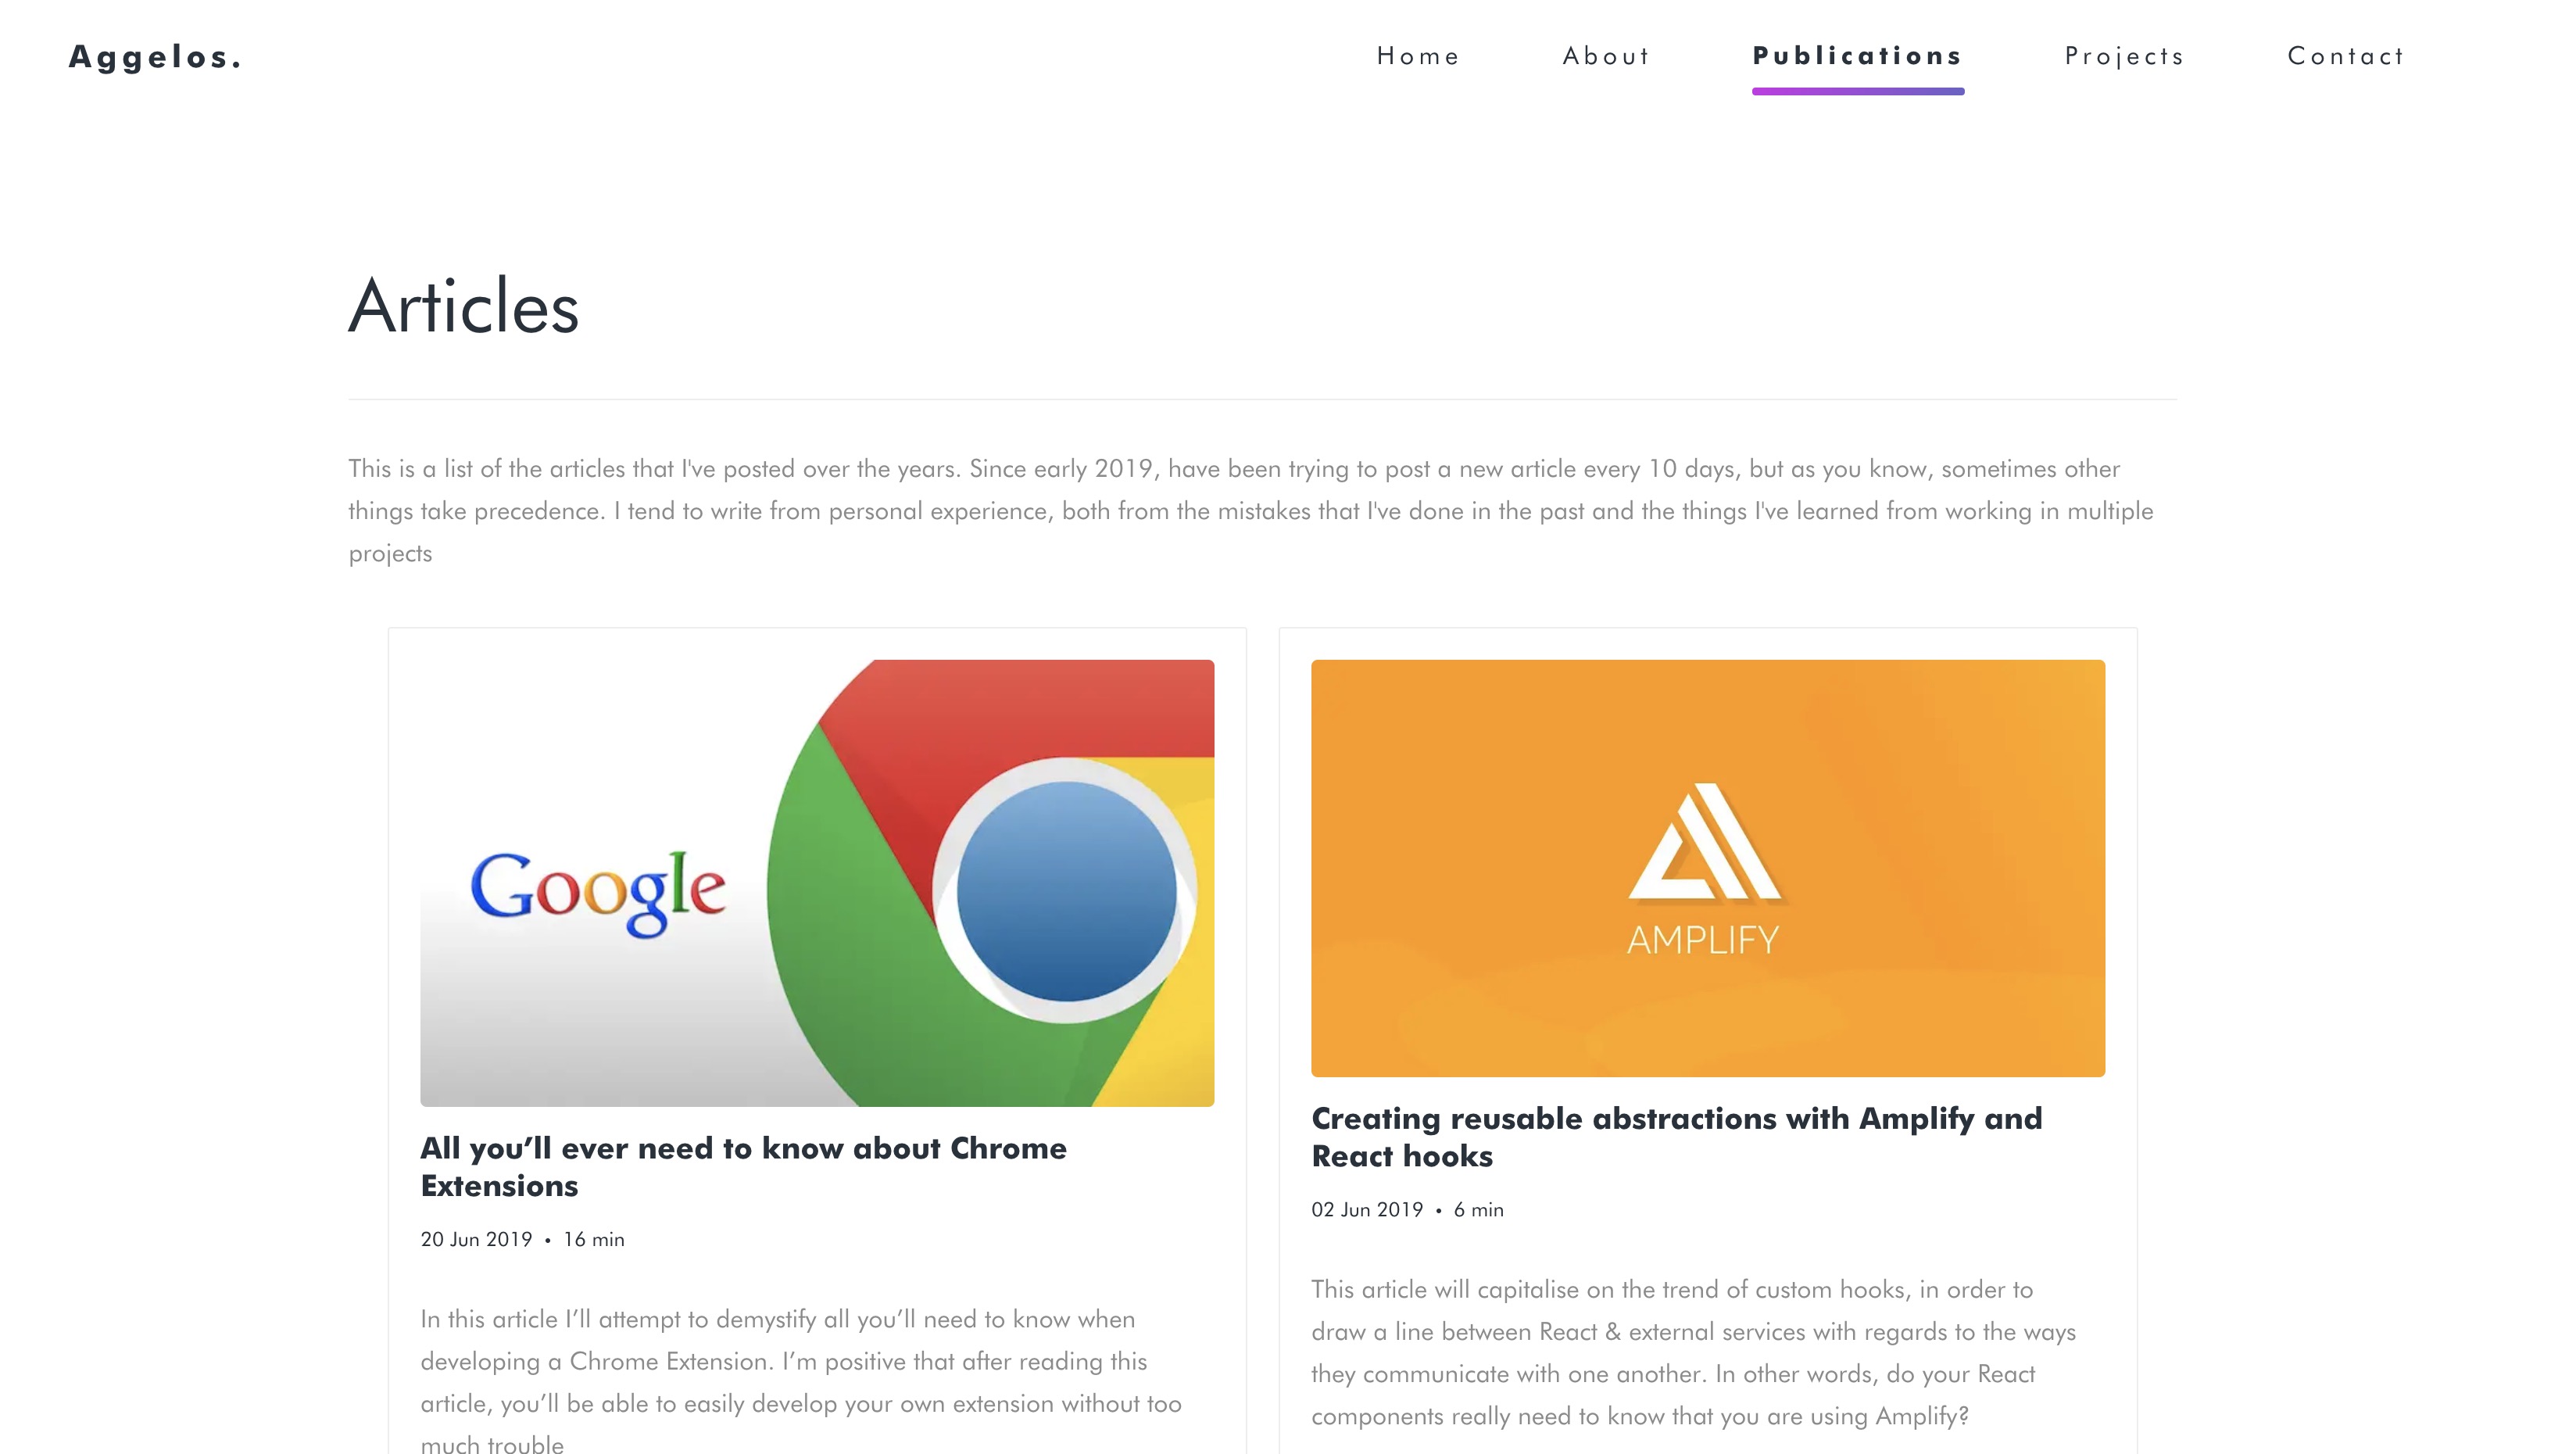 Aggelos.
Home
About
Publications
Projects
Contact
Articles
This is a list of the articles that I've posted over the years. Since early 2019, have been trying to post a new article every 10 days, but as you know, sometimes other
things take precedence. I tend to write from personal experience, both from the mistakes that I've done in the past and the things I've learned from working in multiple
projects
Google
All you’ll ever need to know about Chrome
Extensions
20 Jun 2019 • 16 min
In this article I’ll attempt to demystify all you’ll need to know when
developing a Chrome Extension. I’m positive that after reading this
article, you’ll be able to easily develop your own extension without too
much trouble
AMPLIFY
Creating reusable abstractions with Amplify and
React hooks
02 Jun 2019 • 6 min
This article will capitalise on the trend of custom hooks, in order to
draw a line between React & external services with regards to the ways
they communicate with one another. In other words, do your React
components really need to know that you are using Amplify?